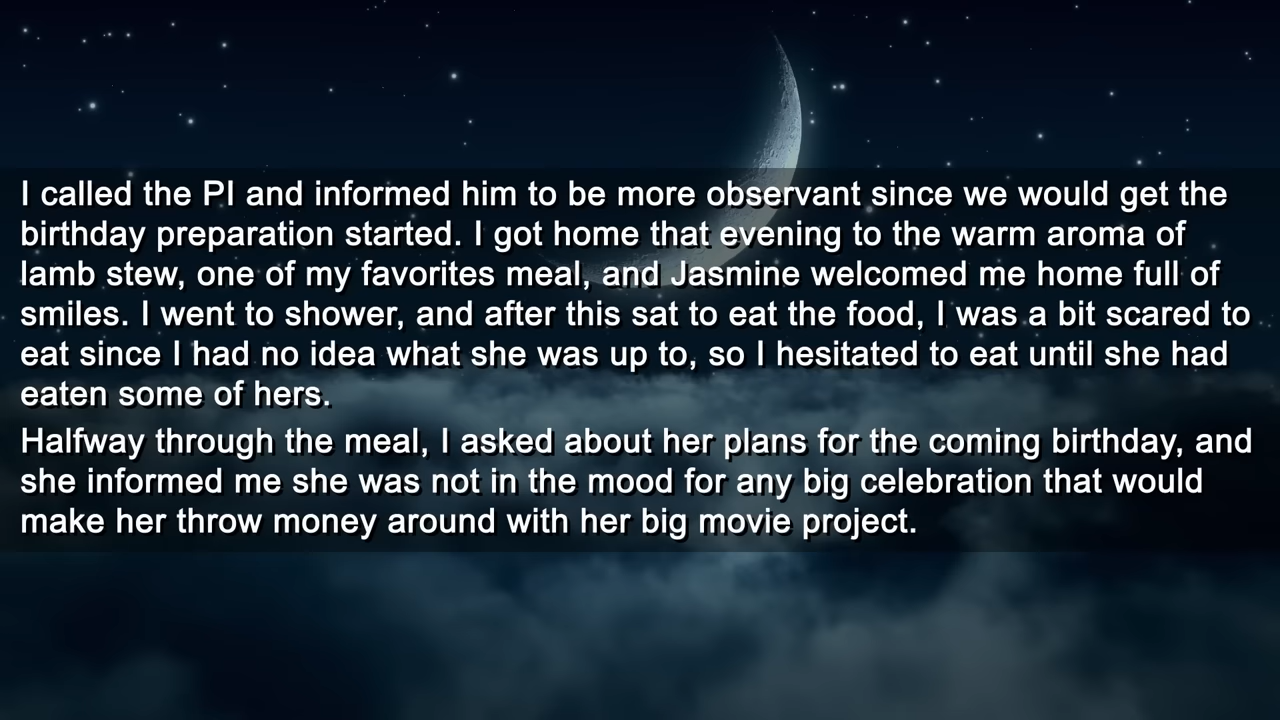 I called the PI and informed him to be more observant since we would get the
birthday preparation started. I got home that evening to the warm aroma of
lamb stew, one of my favorites meal, and Jasmine welcomed me home full of
smiles. I went to shower, and after this sat to eat the food, I was a bit scared to
eat since I had no idea what she was up to, so I hesitated to eat until she had
eaten some of hers.
Halfway through the meal, I asked about her plans for the coming birthday, and
she informed me she was not in the mood for any big celebration that would
make her throw money around with her big movie project.